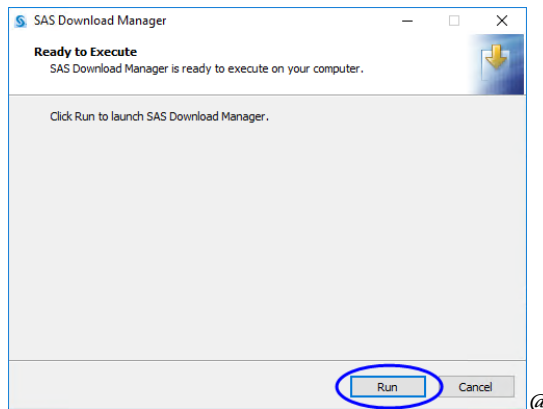 SAS Download Manager
Ready to Execute
SAS Download Manager is ready to execute on your computer.
Click Run to launch SAS Download Manager.
Run Cancel
@